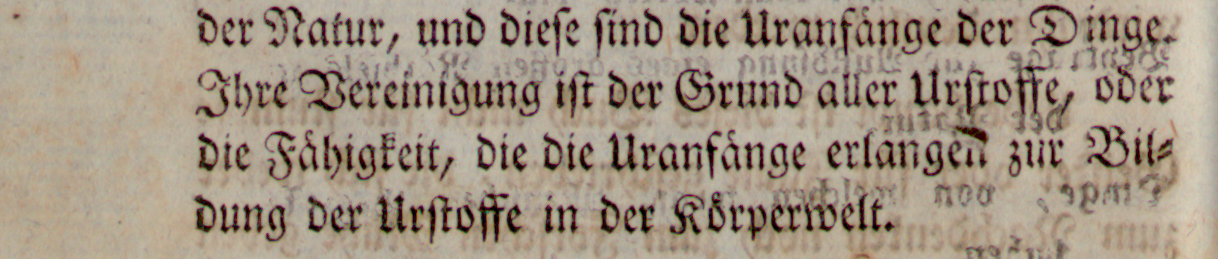 der Natur, und dieſe ſind die Uranfänge der Dinge.
Ihre Vereinigung iſt der Grund aller Urſtoffe, oder
die Fähigkeit, die die Uranfänge erlangen zur Bil⸗
dung der Urſtoffe in der Körperwelt.